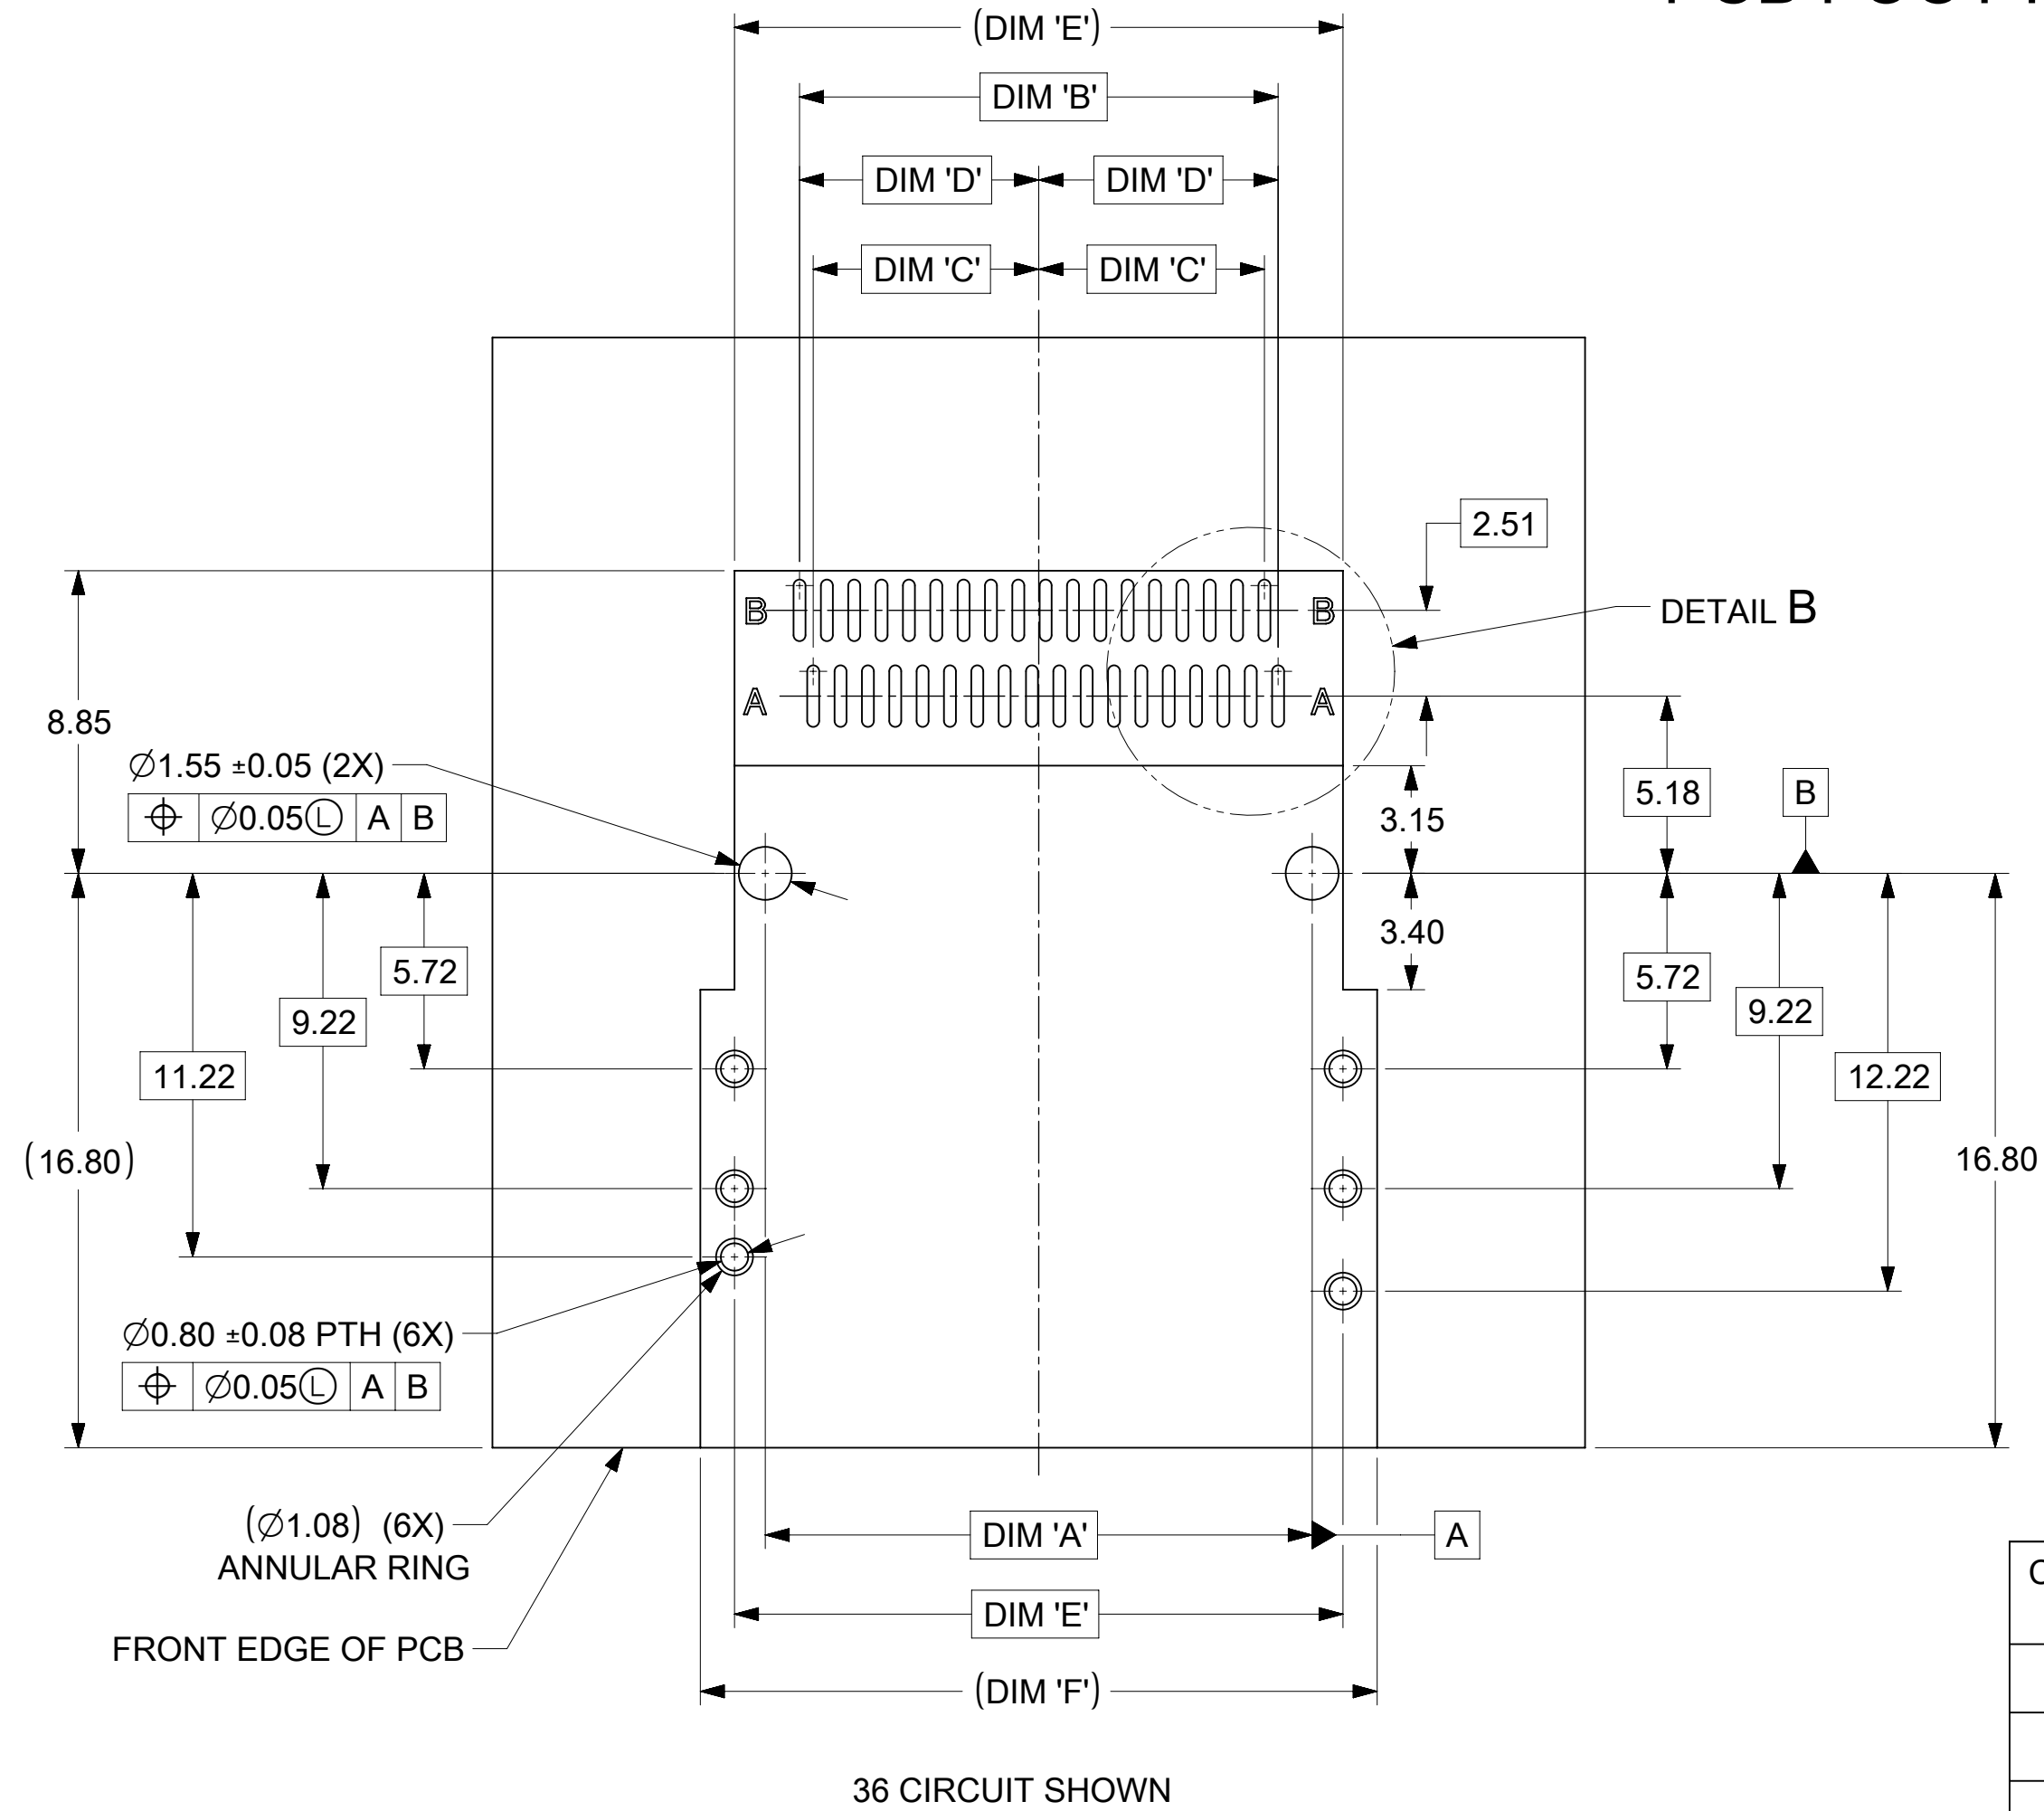 (DIM 'E')
DIM 'B'
DIM 'D' DIM 'D'
DIM 'C' DIM 'C'
2.51
B B
DETAIL B
A A
8.85
Ø1.55 ±0.05 (2X)
⌖ Ø0.05Ⓛ A B
5.18
B
3.15
3.40
5.72
5.72
9.22
9.22
11.22
12.22
(16.80)
16.80
Ø0.80 ±0.08 PTH (6X)
⌖ Ø0.05Ⓛ A B
(Ø1.08) (6X)
ANNULAR RING
DIM 'A'
A
DIM 'E'
FRONT EDGE OF PCB
(DIM 'F')
36 CIRCUIT SHOWN